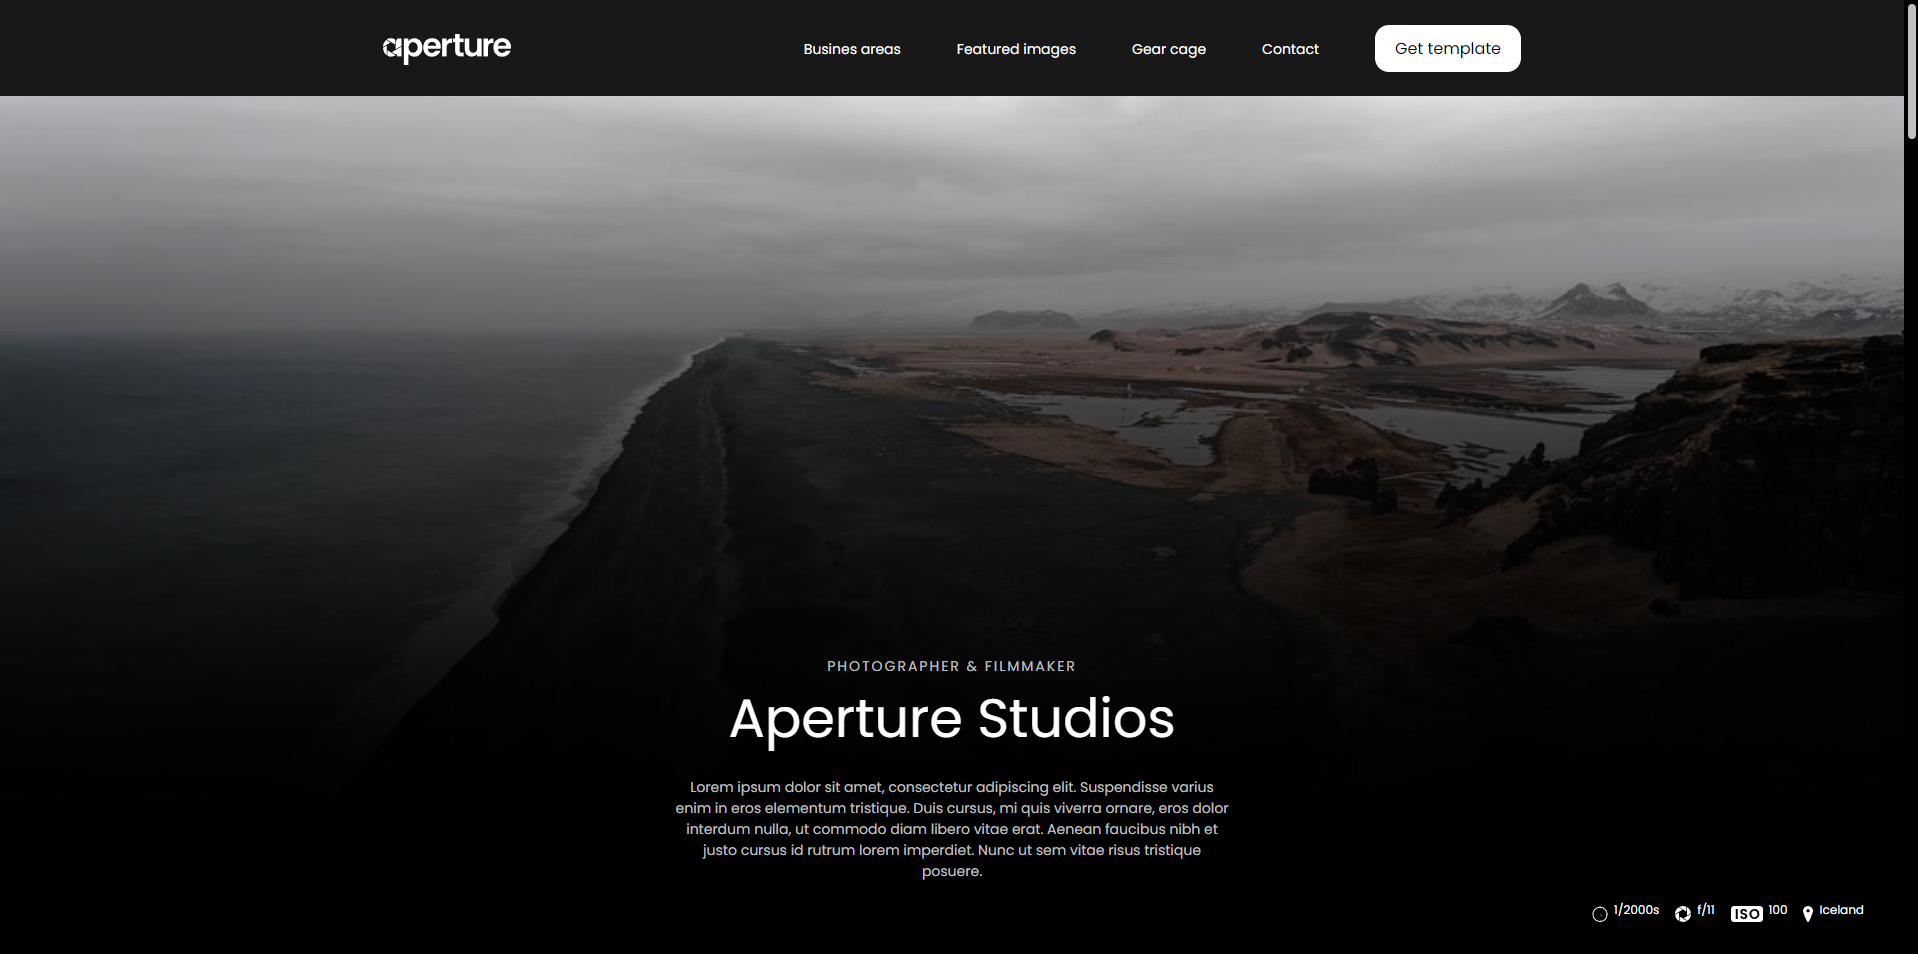 aperture
Busines areas
Featured images
Gear cage
Contact
Get template
PHOTOGRAPHER & FILMMAKER
Aperture Studios
Lorem ipsum dolor sit amet, consectetur adipiscing elit. Suspendisse varius
enim in eros elementum tristique. Duis cursus, mi quis viverra ornare, eros dolor
interdum nulla, ut commodo diam libero vitae erat. Aenean faucibus nibh et
justo cursus id rutrum lorem imperdiet. Nunc ut sem vitae risus tristique
posuere.
1/2000s
f/11
ISO 100
Iceland